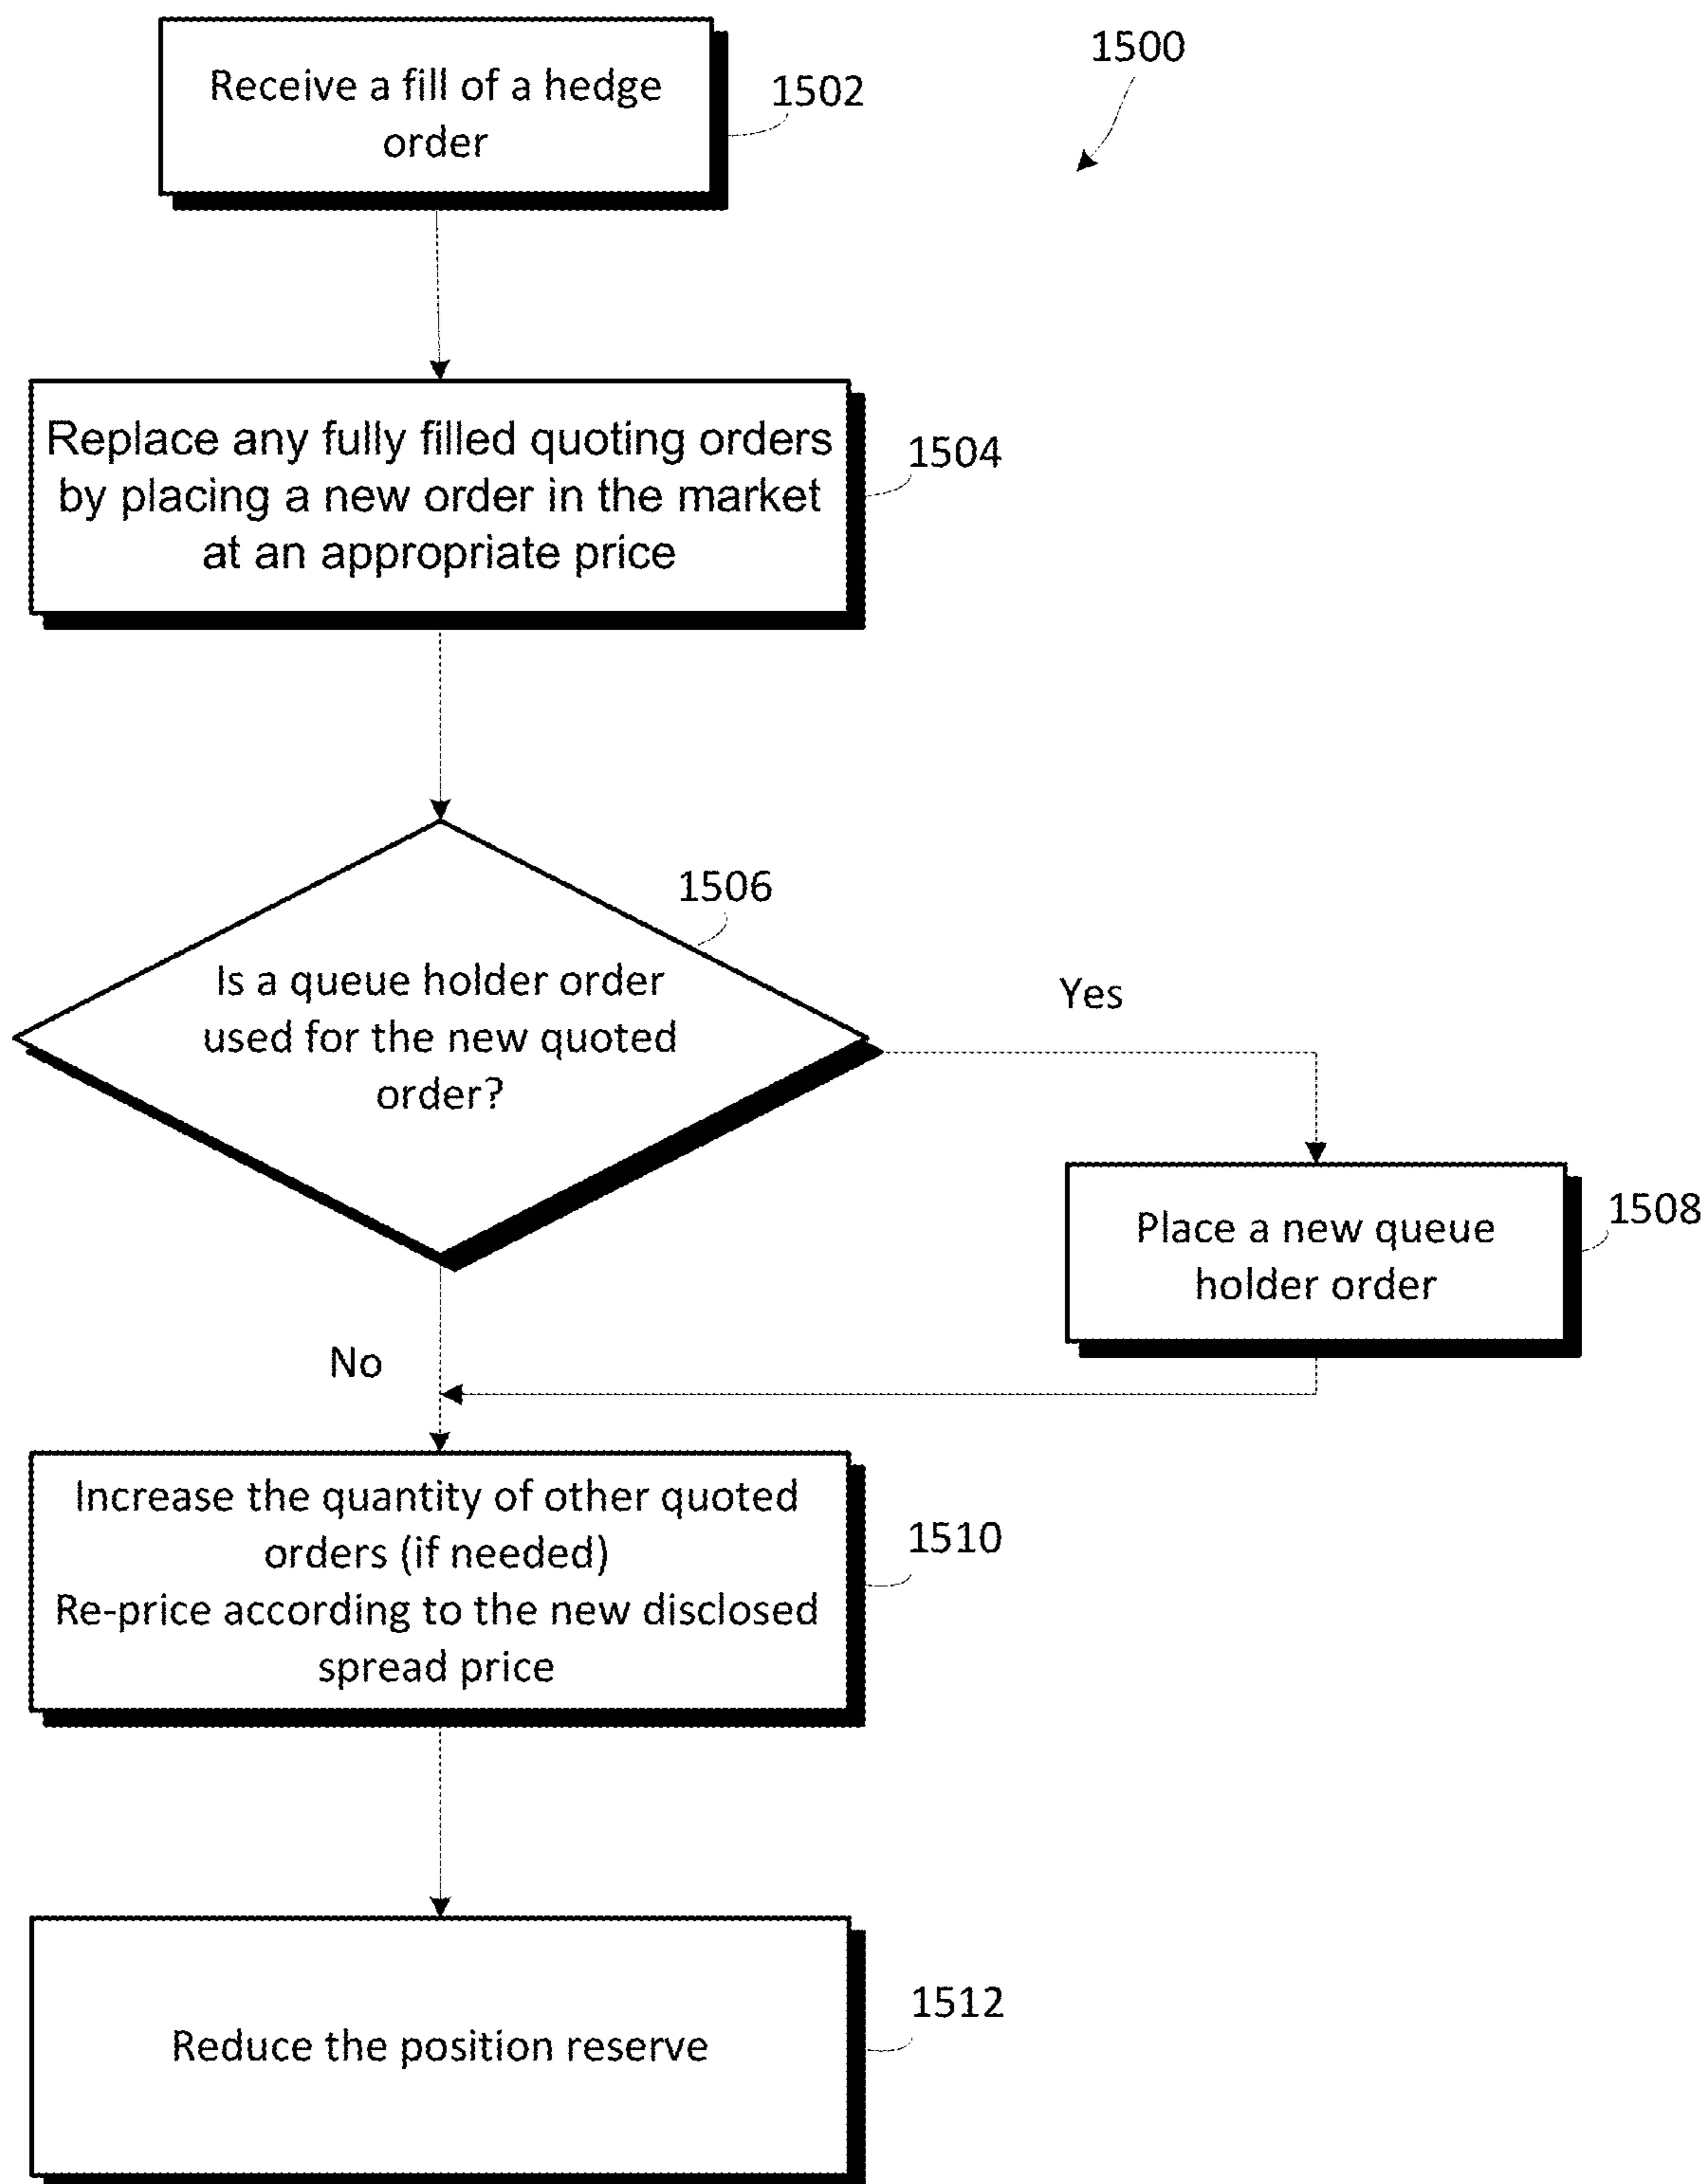 1500
Receive a fill of a hedge
order
1502
Replace any fully filled quoting orders
by placing a new order in the market
at an appropriate price
1504
1506
Is a queue holder order
used for the new quoted
order?
Yes
Place a new queue
holder order
1508
No
Increase the quantity of other quoted
orders (if needed)
Re-price according to the new disclosed
spread price
1510
Reduce the position reserve
1512